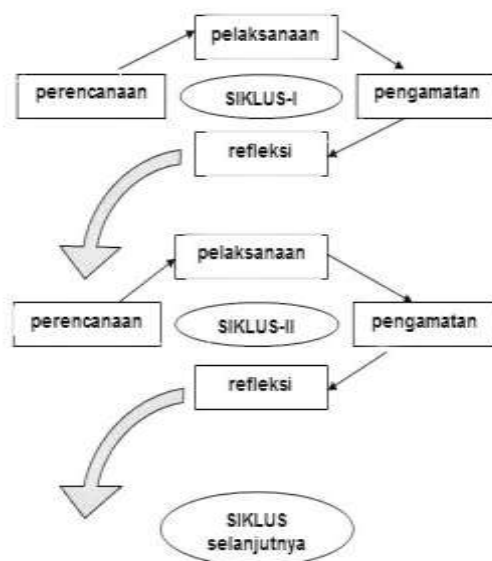 pelaksanaan
perencanaan
SIKLUS-I
pengamatan
refleksi
pelaksanaan
perencanaan
SIKLUS-II
pengamatan
refleksi
SIKLUS
selanjutnya